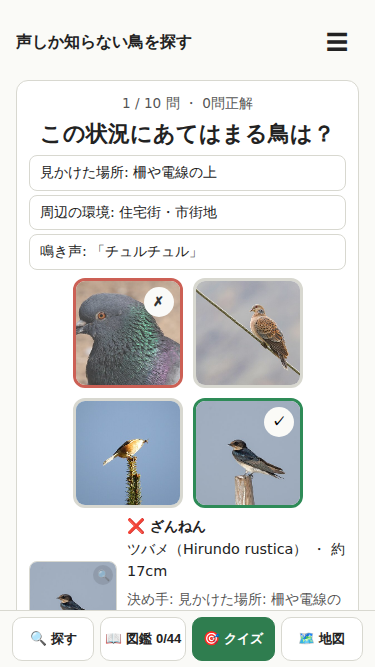 声しか知らない鳥を探す
1 / 10 問 ・ 0問正解
この状況にあてはまる鳥は？
見かけた場所: 柵や電線の上
周辺の環境: 住宅街・市街地
鳴き声: 「チュルチュル」
✗
✓
❌ ざんねん
ツバメ（Hirundo rustica） ・ 約
17cm
決め手: 見かけた場所: 柵や電線の
🔍 探す
📖 図鑑 0/44
🎯 クイズ
🗺️ 地図